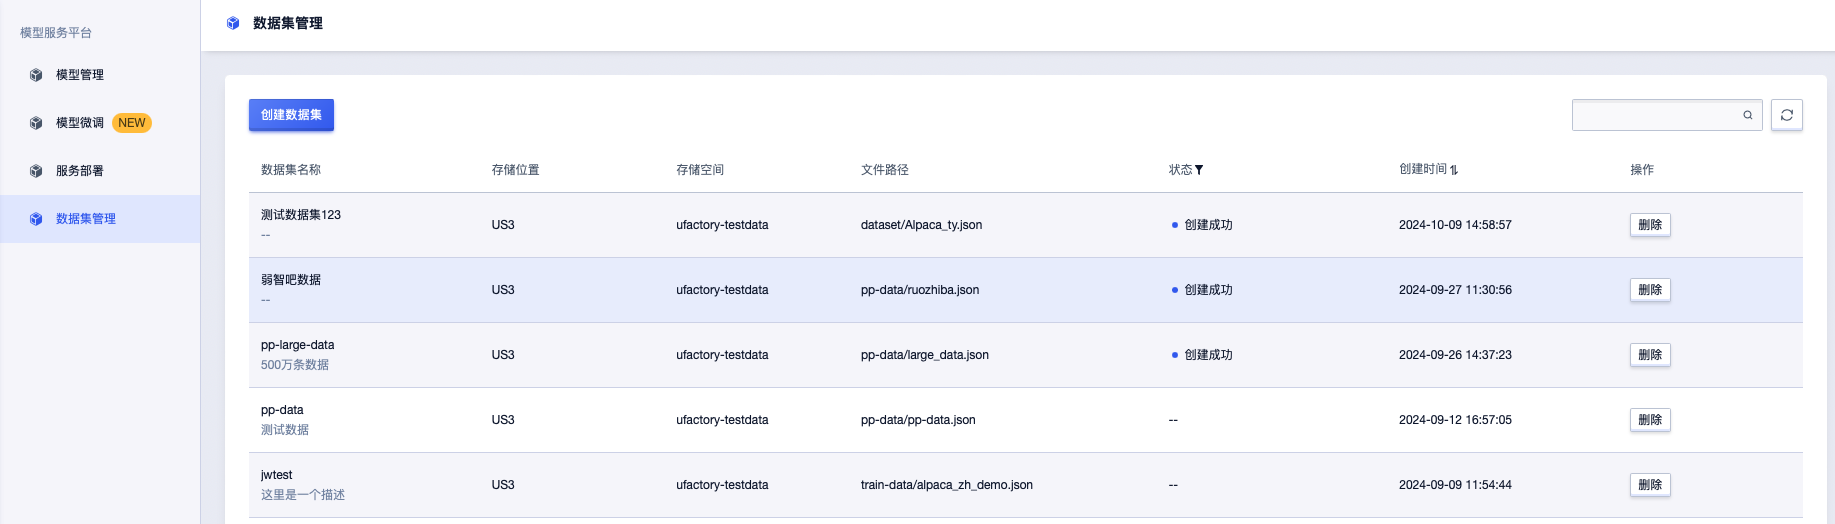 模型服务平台
模型管理
模型微调 NEW
服务部署
数据集管理
数据集管理
创建数据集
数据集名称 存储位置 存储空间 文件路径 状态 创建时间 操作
测试数据集123
--
US3 ufactory-testdata dataset/Alpaca_ty.json 创建成功 2024-10-09 14:58:57 删除
弱智吧数据
--
US3 ufactory-testdata pp-data/ruozhiba.json 创建成功 2024-09-27 11:30:56 删除
pp-large-data
500万条数据
US3 ufactory-testdata pp-data/large_data.json 创建成功 2024-09-26 14:37:23 删除
pp-data
测试数据
US3 ufactory-testdata pp-data/pp-data.json -- 2024-09-12 16:57:05 删除
jwtest
这里是一个描述
US3 ufactory-testdata train-data/alpaca_zh_demo.json -- 2024-09-09 11:54:44 删除